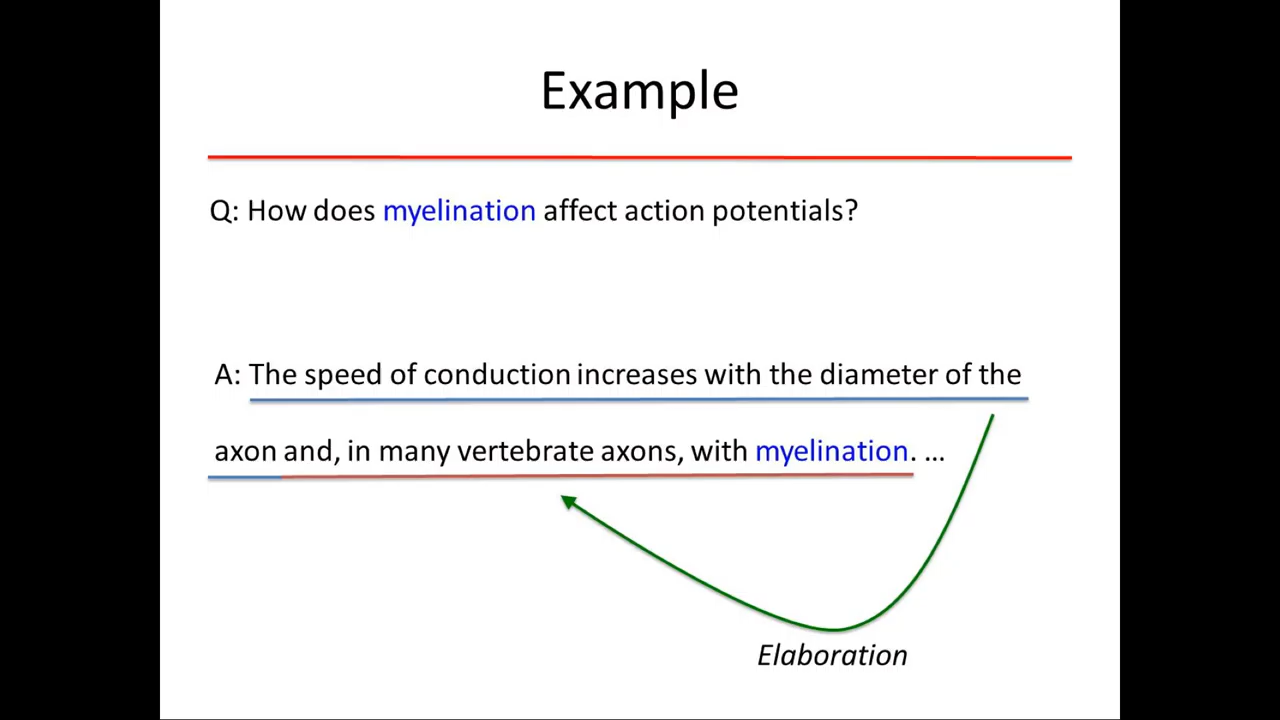 Example
Q: How does myelination affect action potentials?
A: The speed of conduction increases with the diameter of the
axon and, in many vertebrate axons, with myelination. ...
Elaboration